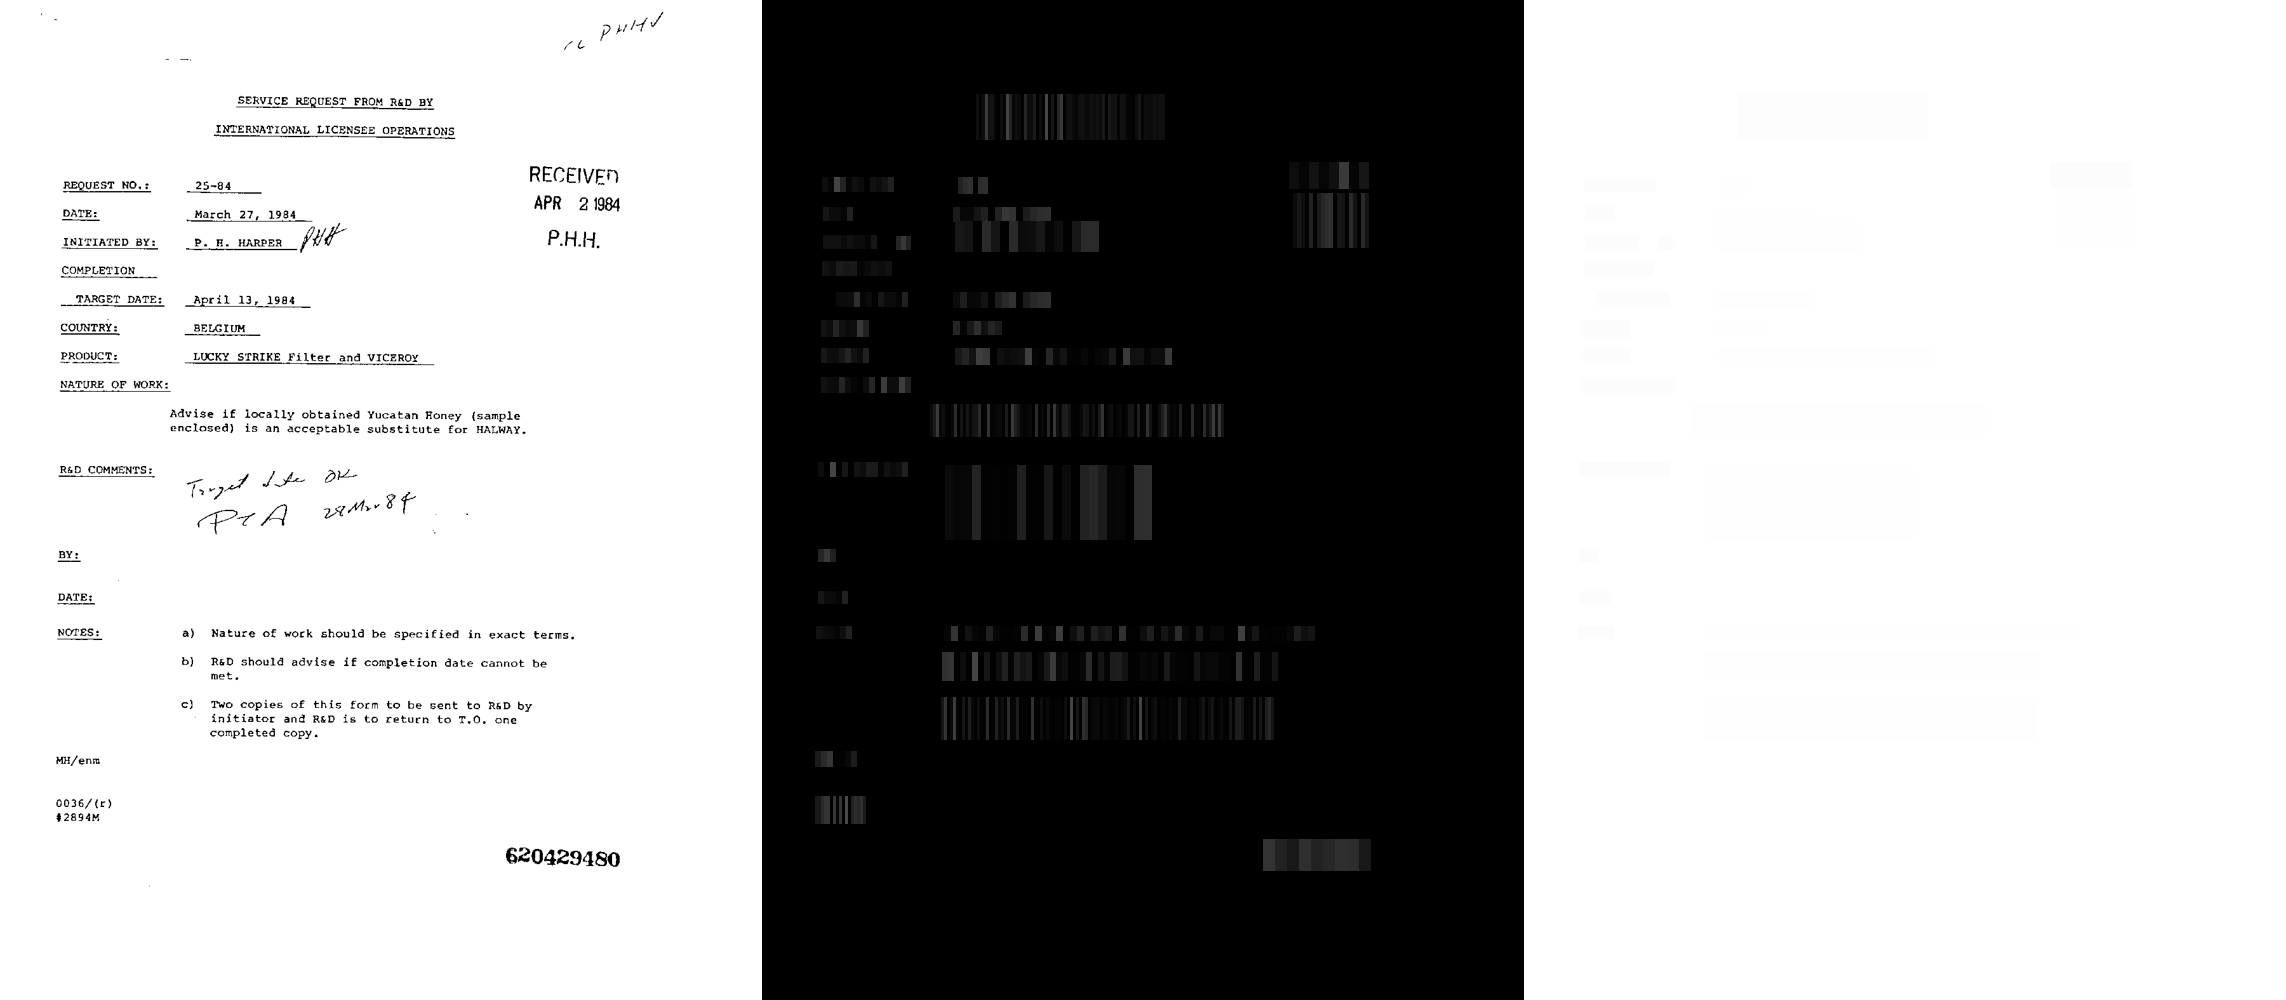 PHH
SERVICE REQUEST FROM R&D BY
INTERNATIONAL LICENSEE OPERATIONS
RECEIVED
REQUEST NO.: 25-84
APR 2 1984
DATE: March 27, 1984
P.H.H.
INITIATED BY: P. H. HARPER PHH
COMPLETION
TARGET DATE: April 13, 1984
COUNTRY: BELGIUM
PRODUCT: LUCKY STRIKE Filter and VICEROY
NATURE OF WORK:
Advise if locally obtained Yucatan Honey (sample
enclosed) is an acceptable substitute for HALWAY.
R&D COMMENTS: Target date OK
28 Mar 84
BY:
DATE:
NOTES: a) Nature of work should be specified in exact terms.
b) R&D should advise if completion date cannot be
met.
c) Two copies of this form to be sent to R&D by
initiator and R&D is to return to T.O. one
completed copy.
MH/enm
0036/(r)
#2894M
620429480